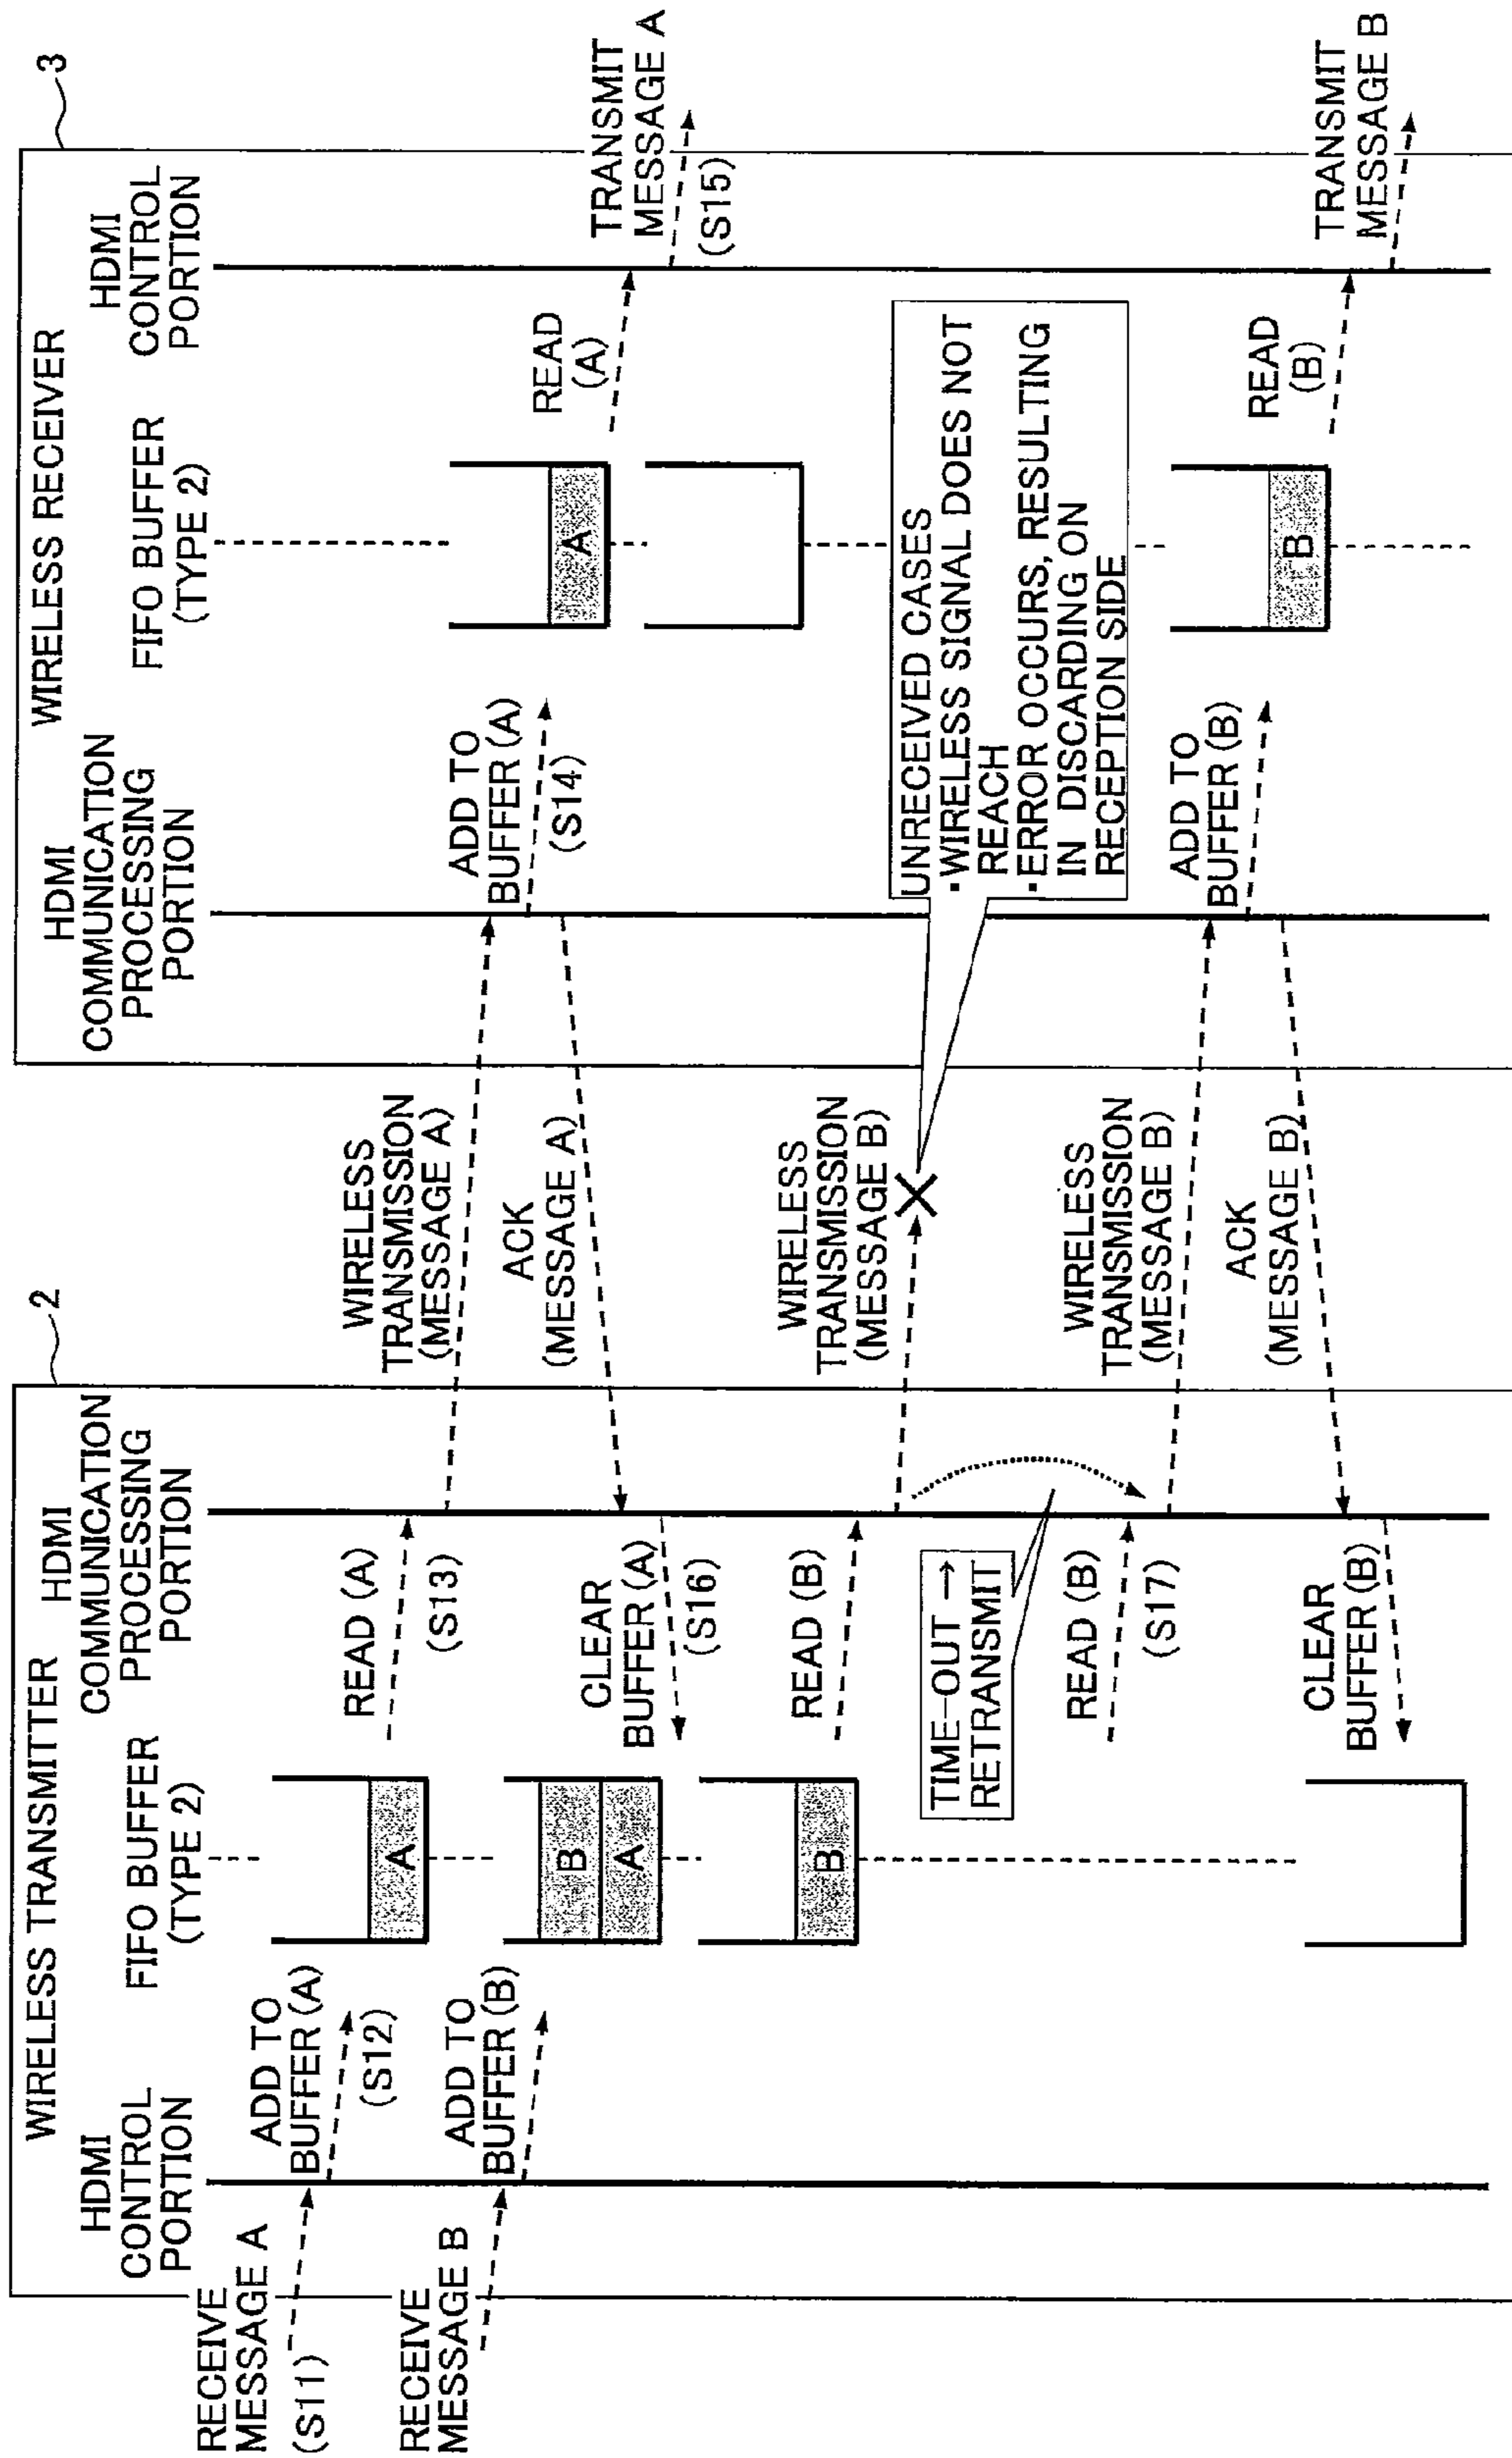 WIRELESS TRANSMITTER
2
HDMI
CONTROL
PORTION
FIFO BUFFER
(TYPE 2)
HDMI
COMMUNICATION
PROCESSING
PORTION
WIRELESS RECEIVER
3
HDMI
COMMUNICATION
PROCESSING
PORTION
FIFO BUFFER
(TYPE 2)
HDMI
CONTROL
PORTION
RECEIVE
MESSAGE A
(S11)
ADD TO
BUFFER (A)
(S12)
A
READ (A)
(S13)
WIRELESS
TRANSMISSION
(MESSAGE A)
ADD TO
BUFFER (A)
(S14)
A
READ
(A)
TRANSMIT
MESSAGE A
(S15)
RECEIVE
MESSAGE B
ADD TO
BUFFER (B)
B
A
ACK
(MESSAGE A)
CLEAR
BUFFER (A)
(S16)
B
READ (B)
WIRELESS
TRANSMISSION
(MESSAGE B)
UNRECEIVED CASES
・WIRELESS SIGNAL DOES NOT
REACH
・ERROR OCCURS, RESULTING
IN DISCARDING ON
RECEPTION SIDE
TIME-OUT →
RETRANSMIT
READ (B)
(S17)
WIRELESS
TRANSMISSION
(MESSAGE B)
ADD TO
BUFFER (B)
B
READ
(B)
TRANSMIT
MESSAGE B
ACK
(MESSAGE B)
CLEAR
BUFFER (B)